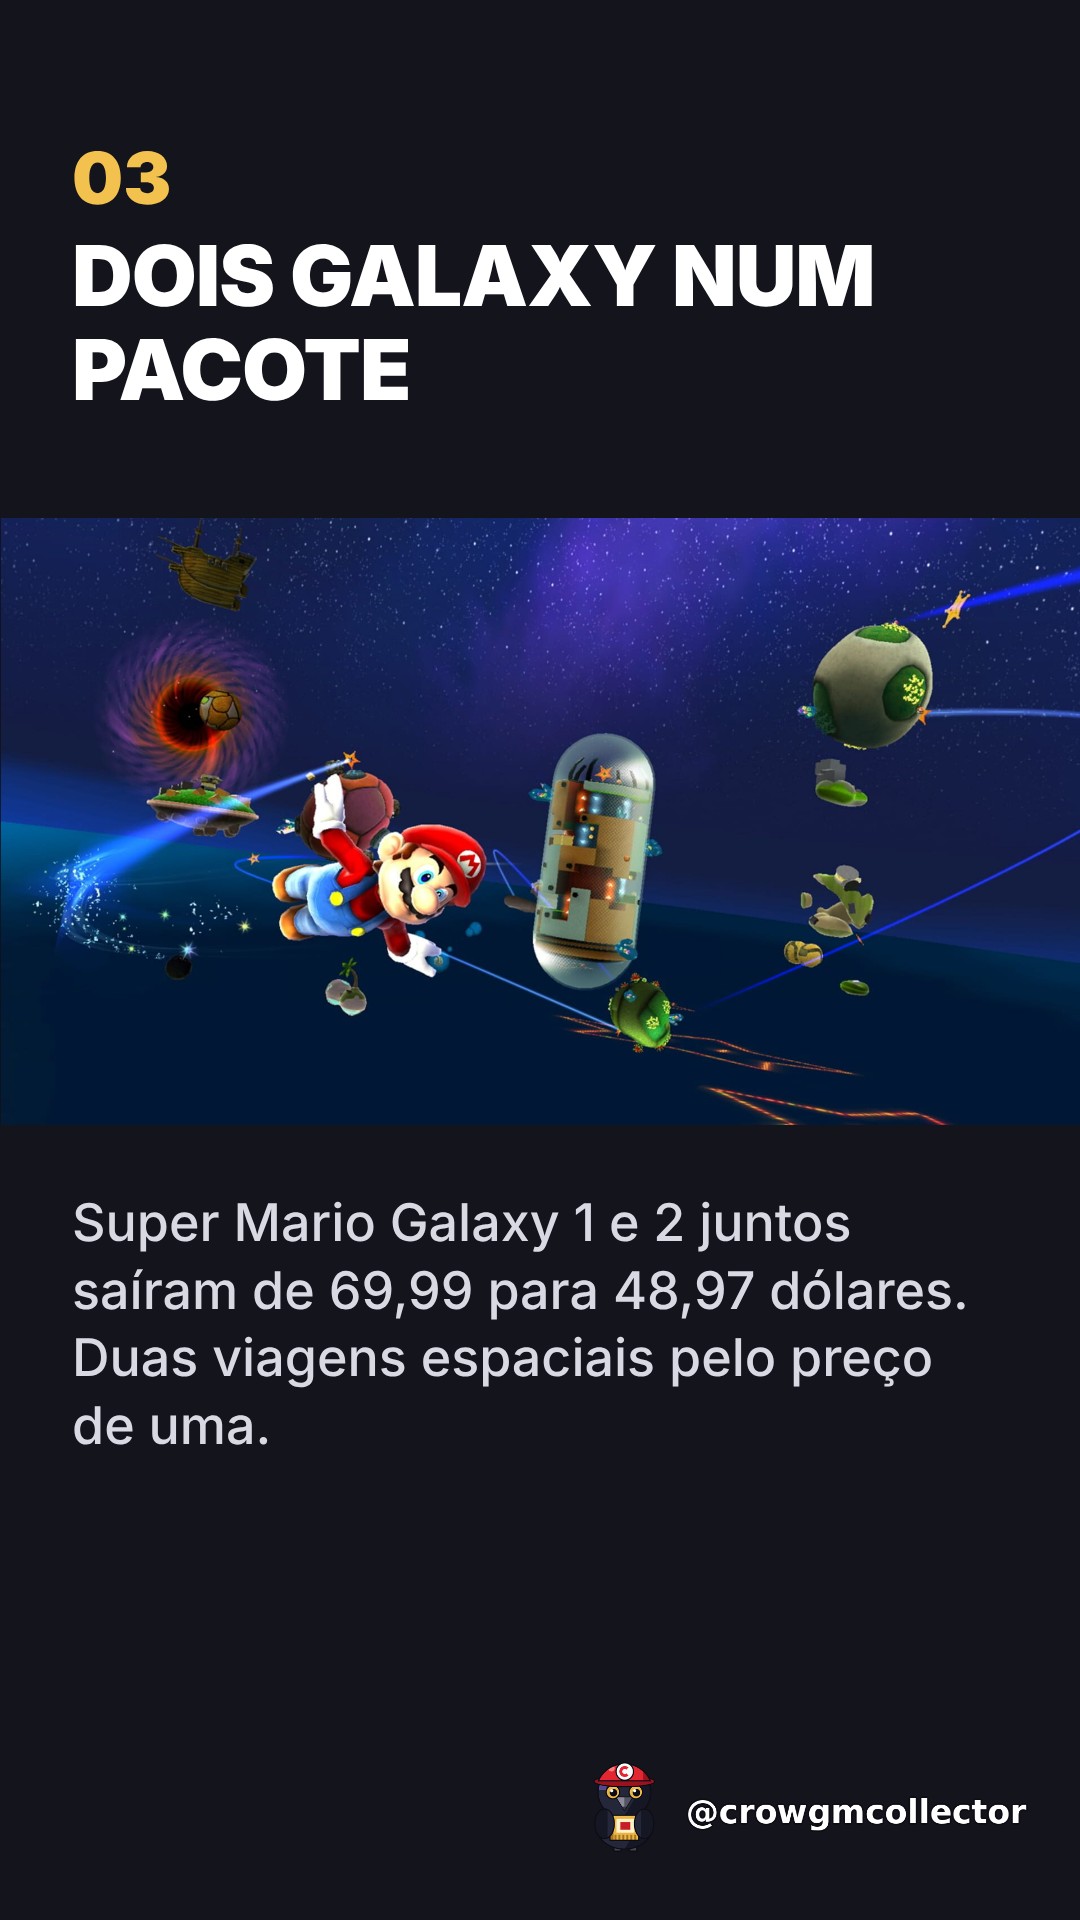 03
DOIS GALAXY NUM
PACOTE
Super Mario Galaxy 1 e 2 juntos
saíram de 69,99 para 48,97 dólares.
Duas viagens espaciais pelo preço
de uma.
@crowgmcollector